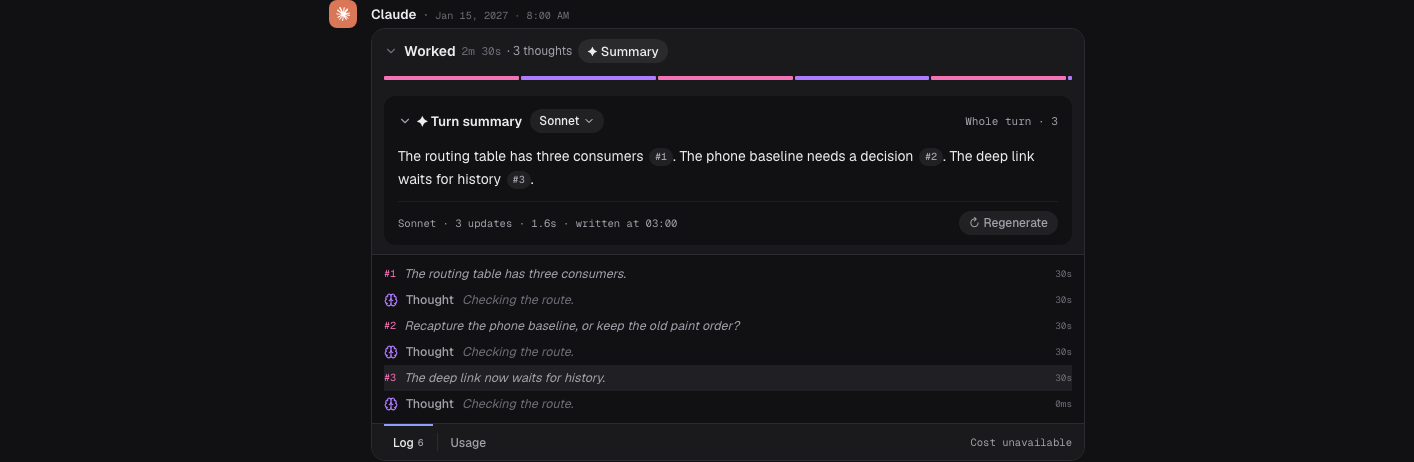 Claude · Jan 15, 2027 · 8:00 AM
Worked 2m 30s · 3 thoughts Summary
Turn summary Sonnet Whole turn · 3
The routing table has three consumers #1. The phone baseline needs a decision #2. The deep link
waits for history #3.
Sonnet · 3 updates · 1.6s · written at 03:00 Regenerate
#1 The routing table has three consumers. 30s
Thought Checking the route. 30s
#2 Recapture the phone baseline, or keep the old paint order? 30s
Thought Checking the route. 30s
#3 The deep link now waits for history. 30s
Thought Checking the route. 0ms
Log 6 Usage Cost unavailable